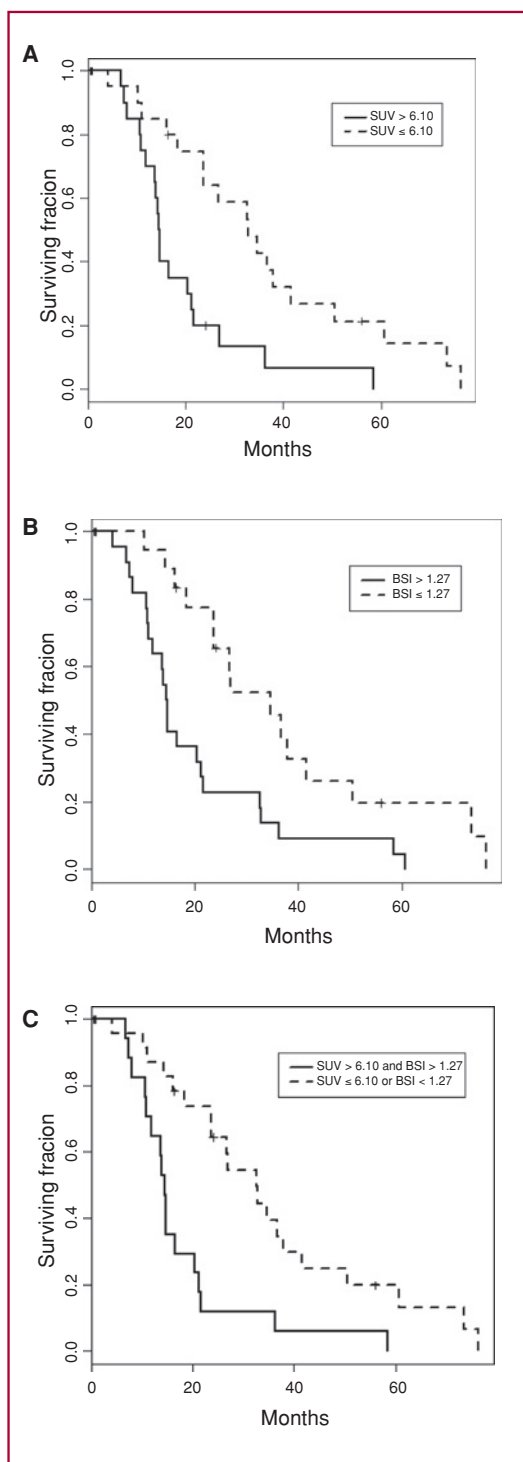 A
1.0
0.8
0.6
0.4
0.2
0.0
Surviving fracion
SUV > 6.10
SUV ≤ 6.10
0 20 40 60
Months
B
1.0
0.8
0.6
0.4
0.2
0.0
Surviving fracion
BSI > 1.27
BSI ≤ 1.27
0 20 40 60
Months
C
1.0
0.8
0.6
0.4
0.2
0.0
Surviving fracion
SUV > 6.10 and BSI > 1.27
SUV ≤ 6.10 or BSI < 1.27
0 20 40 60
Months